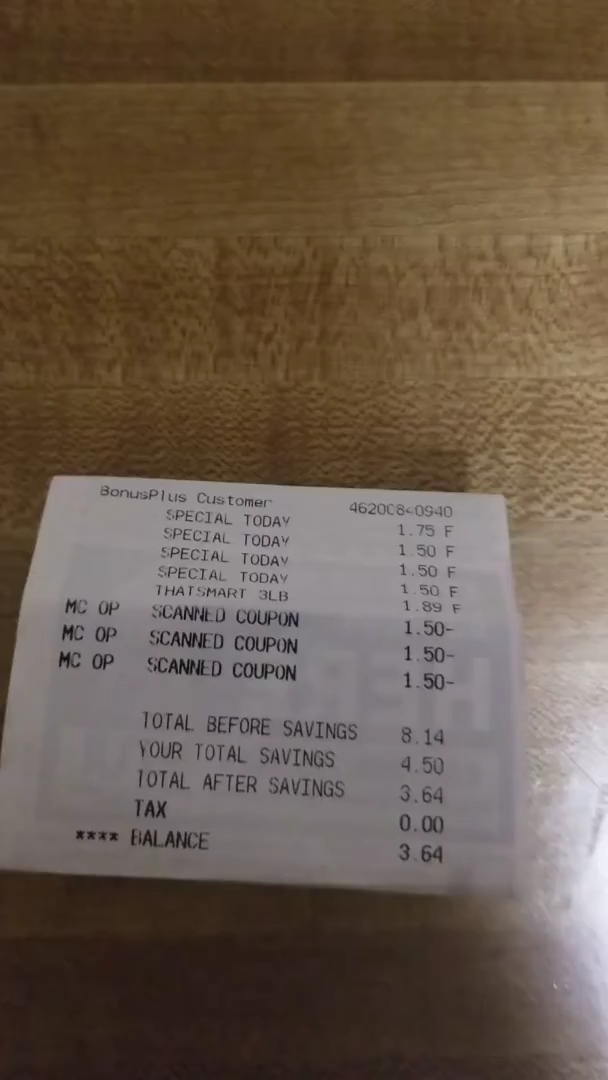 BonusPlus Customer 46200840940
SPECIAL TODAY 1.75 F
SPECIAL TODAY 1.50 F
SPECIAL TODAY 1.50 F
SPECIAL TODAY 1.50 F
THATSMART 3LB 1.89 F
MC OP SCANNED COUPON 1.50-
MC OP SCANNED COUPON 1.50-
MC OP SCANNED COUPON 1.50-
TOTAL BEFORE SAVINGS 8.14
YOUR TOTAL SAVINGS 4.50
TOTAL AFTER SAVINGS 3.64
TAX 0.00
**** BALANCE 3.64